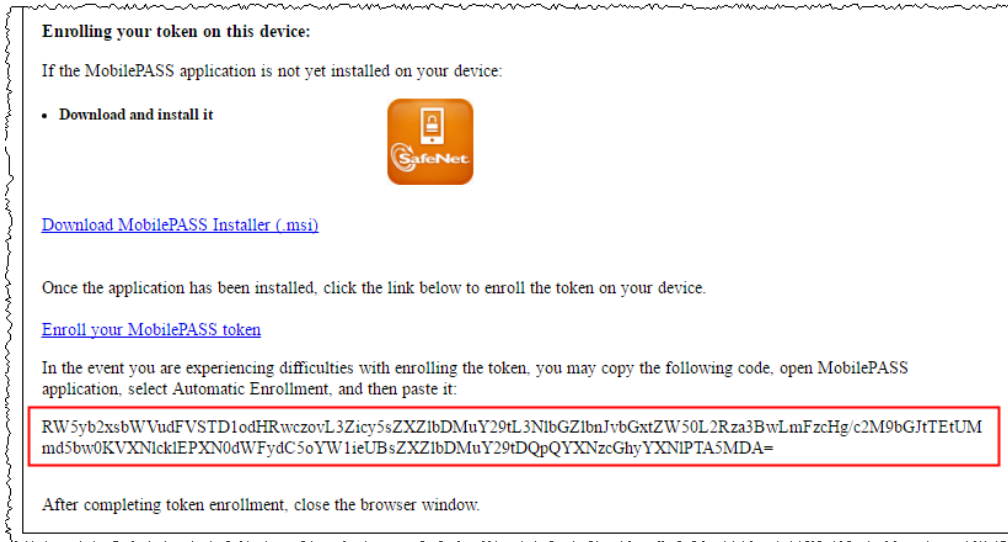 Enrolling your token on this device:
If the MobilePASS application is not yet installed on your device:
• Download and install it
SafeNet
Download MobilePASS Installer (.msi)
Once the application has been installed, click the link below to enroll the token on your device.
Enroll your MobilePASS token
In the event you are experiencing difficulties with enrolling the token, you may copy the following code, open MobilePASS
application, select Automatic Enrollment, and then paste it:
RW5yb2xsbWVudFVSTD1odHRwczovL3Zicy5sZXZlbDMuY29tL3NlbGZlbnJvbGxtZW50L2Rza3BwLmFzcHg/c2M9bGJtTEtUM
md5bw0KVXNlcklEPXN0dWFydC5oYW1ieUBsZXZlbDMuY29tDQpQYXNzcGhyYXNlPTA5MDA=
After completing token enrollment, close the browser window.